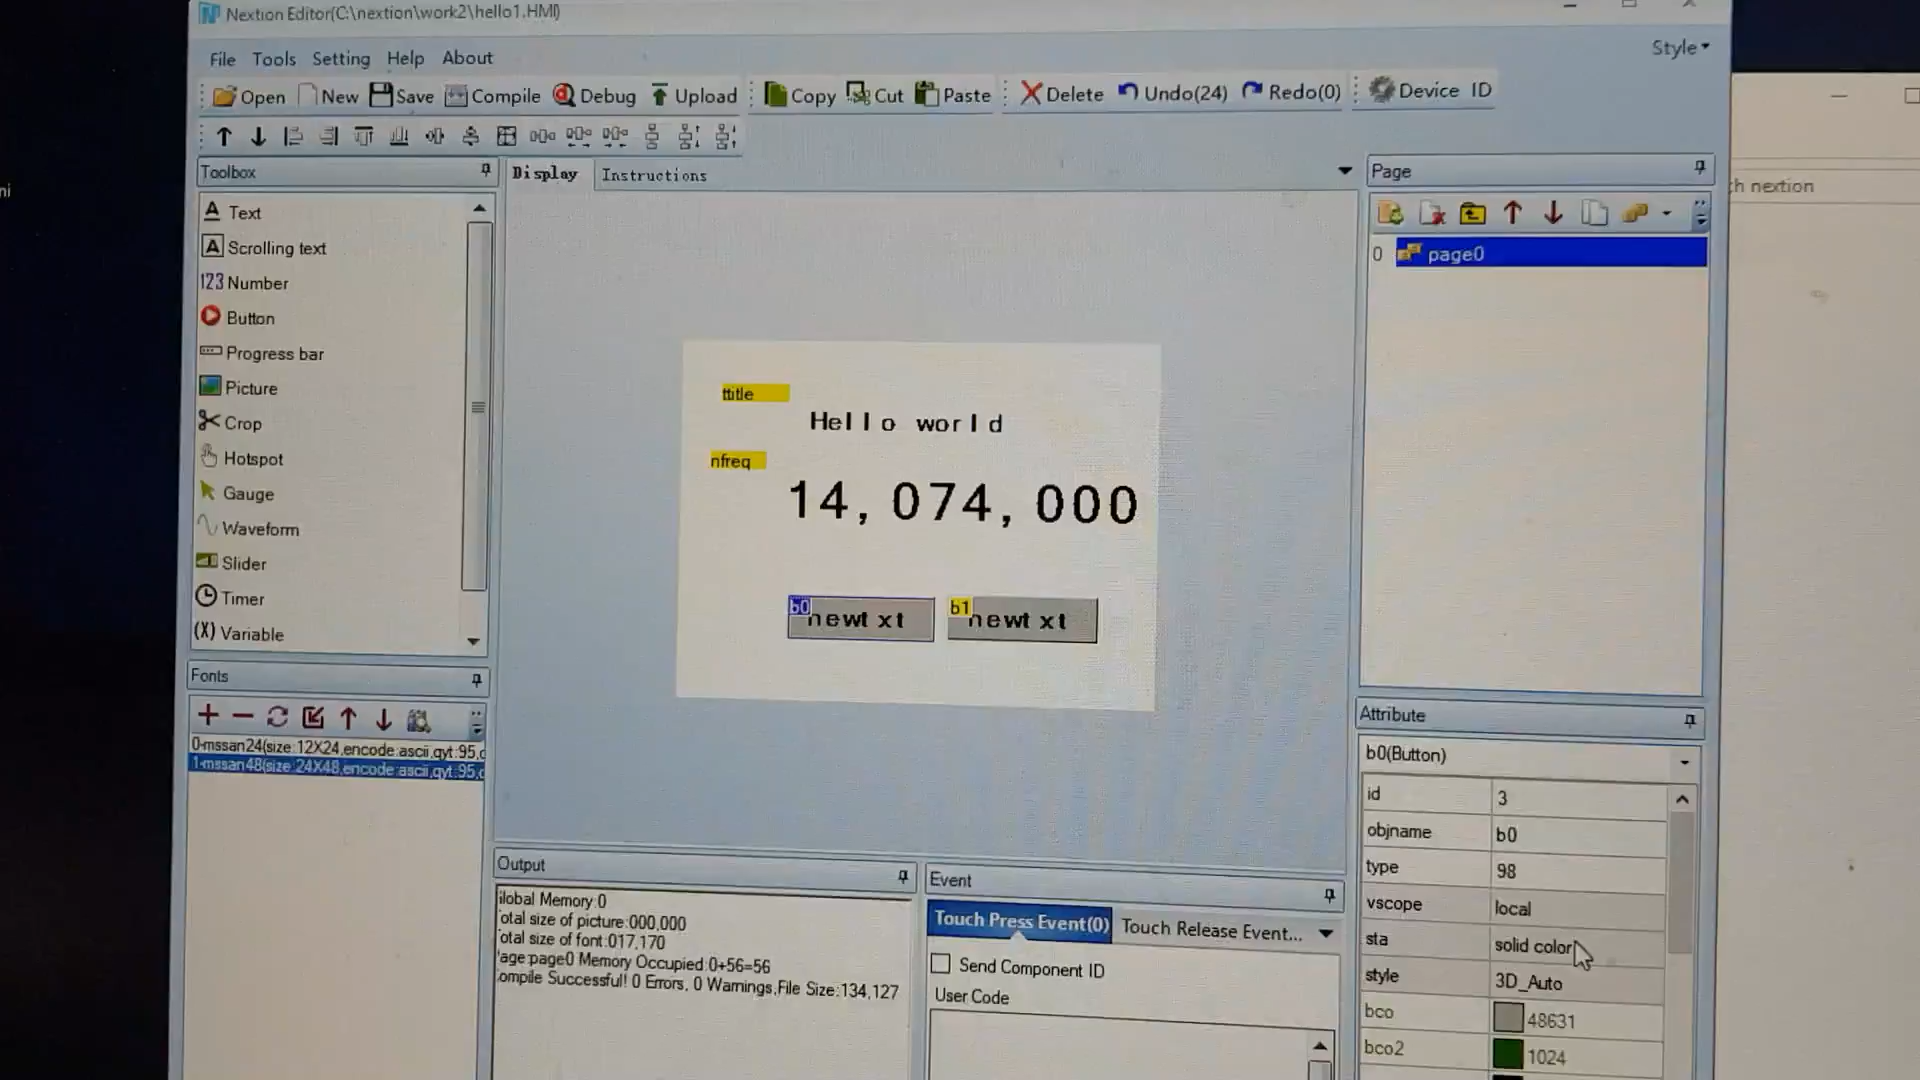 Nextion Editor(C:\nextion\work2\hello1.HMI)
File Tools Setting Help About
Style
Open New Save Compile Debug Upload Copy Cut Paste Delete Undo(24) Redo(0) Device ID
Toolbox
Text
Scrolling text
123 Number
Button
Progress bar
Picture
Crop
Hotspot
Gauge
Waveform
Slider
Timer
(X) Variable
Fonts
0-mssan24(size:12X24,encode:ascii,qyt:95,
1-mssan48(size:24X48,encode:ascii,qyt:95,
Display Instructions
ttitle
Hello world
nfreq
14,074,000
b0
newtxt
b1
newtxt
Output
lobal Memory:0
otal size of picture:000,000
otal size of font:017,170
age:page0 Memory Occupied:0+56=56
ompile Successful! 0 Errors, 0 Warnings,File Size:134,127
Event
Touch Press Event(0) Touch Release Event...
Send Component ID
User Code
Page
0 page0
Attribute
b0(Button)
id 3
objname b0
type 98
vscope local
sta solid color
style 3D_Auto
bco 48631
bco2 1024
h nextion
ni